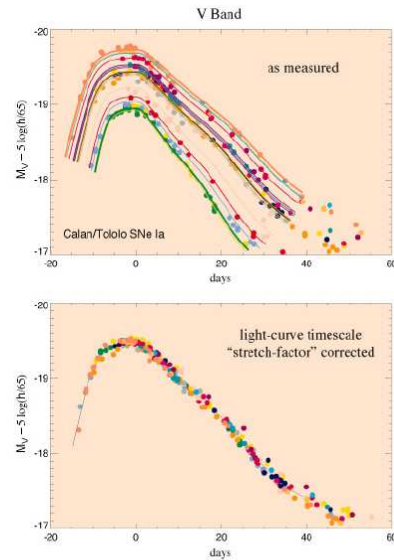 V Band
-20
as measured
-19
M_V – 5 log(h/65)
-18
Calan/Tololo SNe Ia
-17
-20 0 20 40 60
days
-20
light-curve timescale
“stretch-factor” corrected
-19
M_V – 5 log(h/65)
-18
-17
-20 0 20 40 60
days